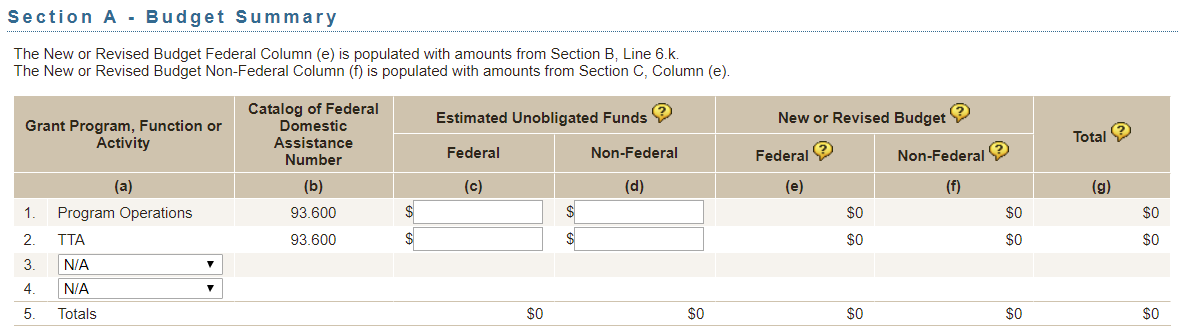 Section A - Budget Summary
The New or Revised Budget Federal Column (e) is populated with amounts from Section B, Line 6.k.
The New or Revised Budget Non-Federal Column (f) is populated with amounts from Section C, Column (e).
Grant Program, Function or
Activity
Catalog of Federal
Domestic
Assistance
Number
Estimated Unobligated Funds ?
New or Revised Budget ?
Total ?
Federal
Non-Federal
Federal ?
Non-Federal ?
(a) (b) (c) (d) (e) (f) (g)
1. Program Operations 93.600 $ $ $0 $0 $0
2. TTA 93.600 $ $ $0 $0 $0
3. N/A
4. N/A
5. Totals $0 $0 $0 $0 $0